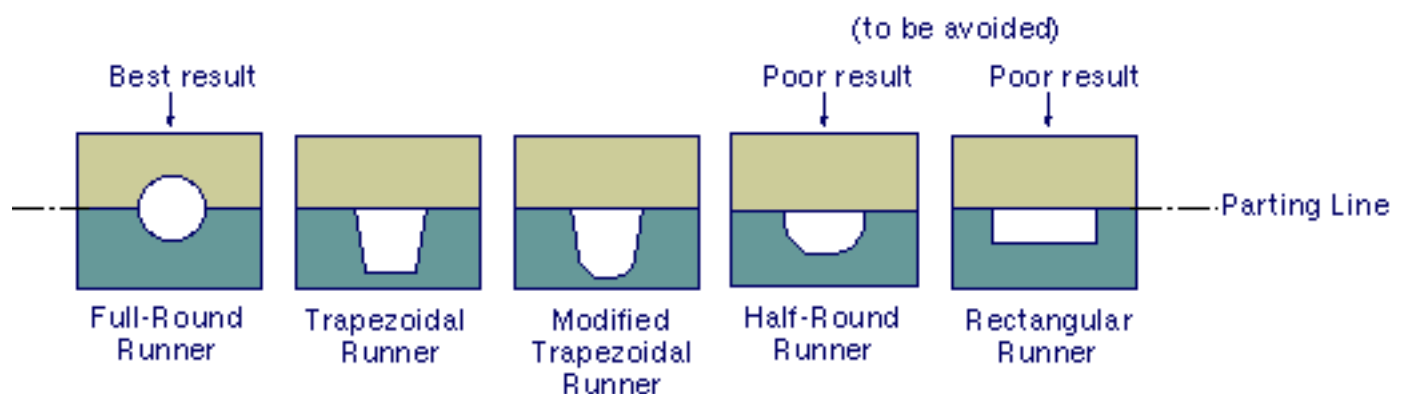 (to be avoided)
Best result
Poor result
Poor result
Parting Line
Full-Round
Runner
Trapezoidal
Runner
Modified
Trapezoidal
Runner
Half-Round
Runner
Rectangular
Runner